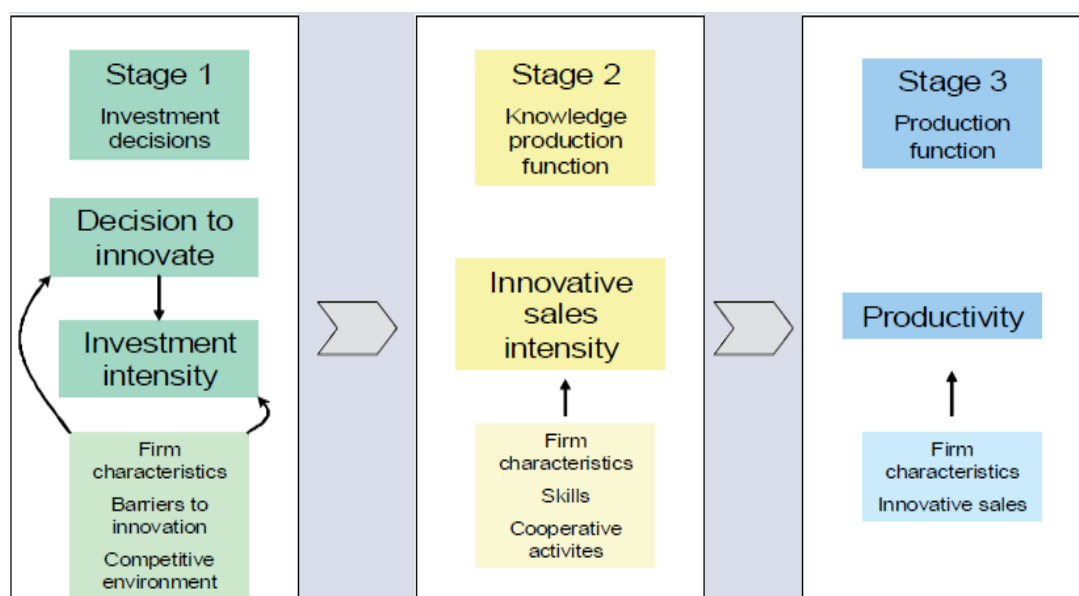 Stage 1
Investment
decisions
Decision to
innovate
Investment
intensity
Firm
characteristics
Barriers to
innovation
Competitive
environment
Stage 2
Knowledge
production
function
Innovative
sales
intensity
Firm
characteristics
Skills
Cooperative
activites
Stage 3
Production
function
Productivity
Firm
characteristics
Innovative sales